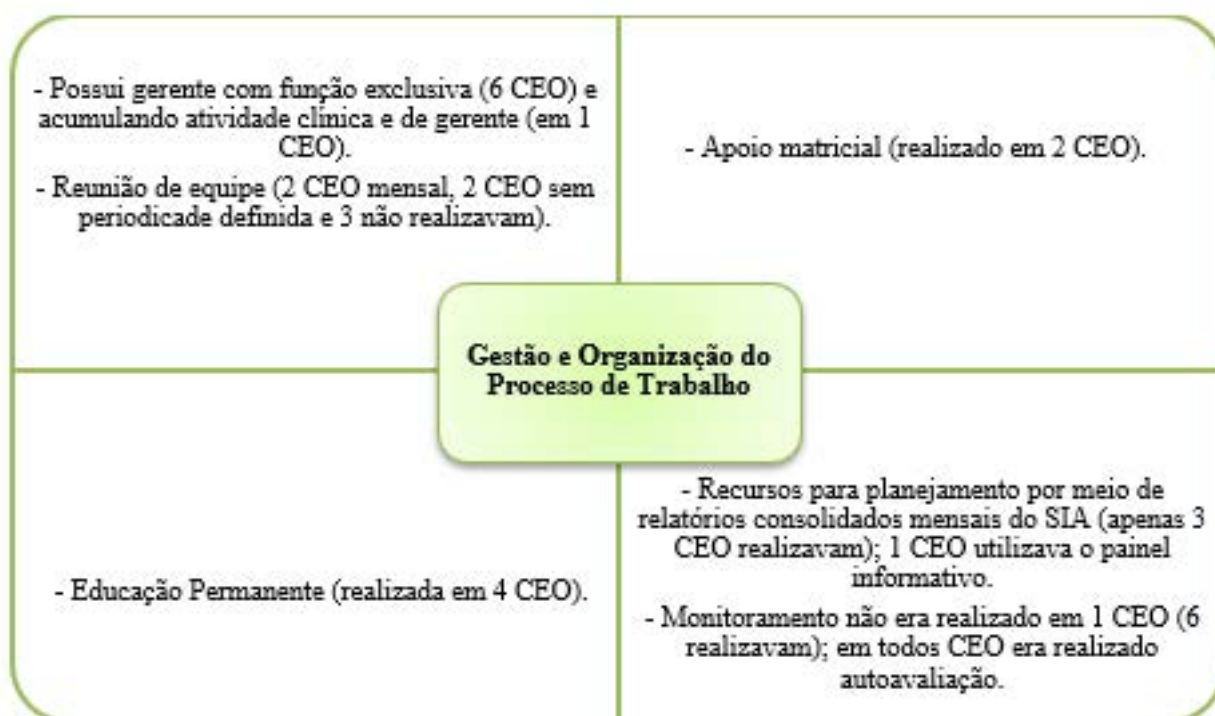 - Possui gerente com função exclusiva (6 CEO) e
acumulando atividade clínica e de gerente (em 1
CEO).
- Reunião de equipe (2 CEO mensal, 2 CEO sem
periodicade definida e 3 não realizavam).
- Apoio matricial (realizado em 2 CEO).
Gestão e Organização do
Processo de Trabalho
- Educação Permanente (realizada em 4 CEO).
- Recursos para planejamento por meio de
relatórios consolidados mensais do SIA (apenas 3
CEO realizavam); 1 CEO utilizava o painel
informativo.
- Monitoramento não era realizado em 1 CEO (6
realizavam); em todos CEO era realizado
autoavaliação.